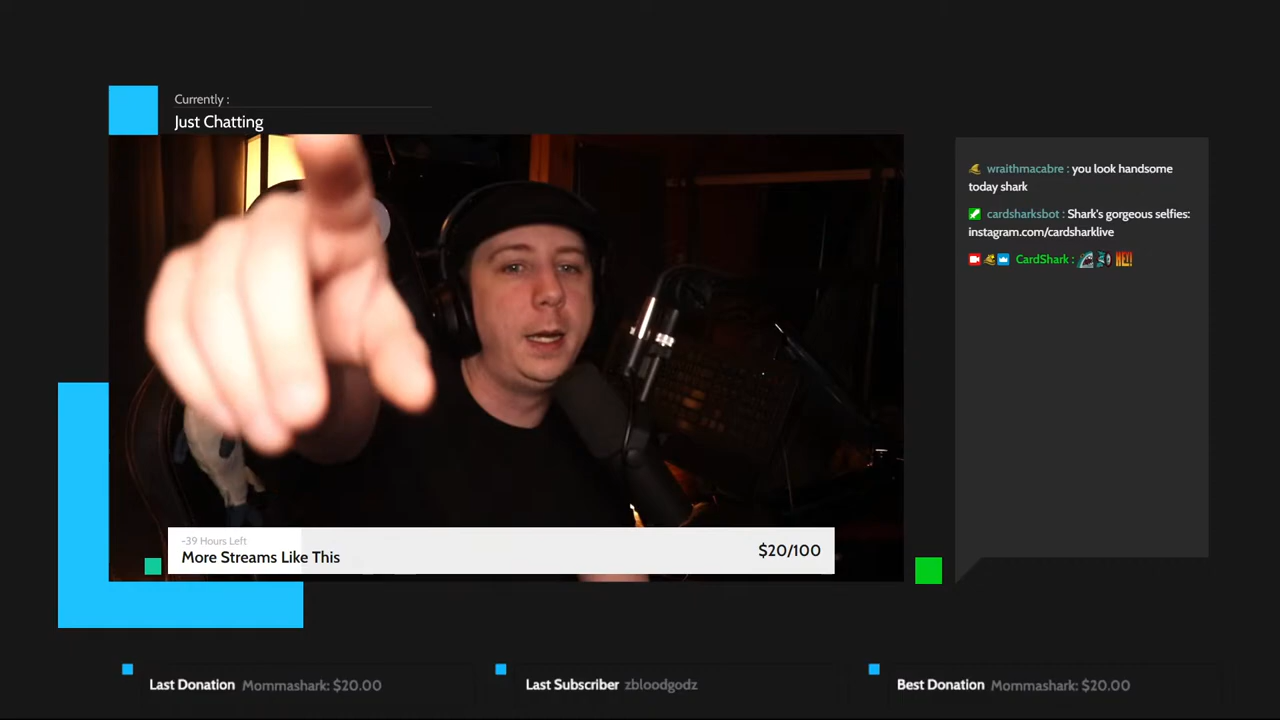 Currently :
Just Chatting
wraithmacabre : you look handsome
today shark
cardsharksbot : Shark's gorgeous selfies:
instagram.com/cardsharklive
CardShark : HEY!
-39 Hours Left
More Streams Like This
$20/100
Last Donation Mommashark: $20.00
Last Subscriber zbloodgodz
Best Donation Mommashark: $20.00